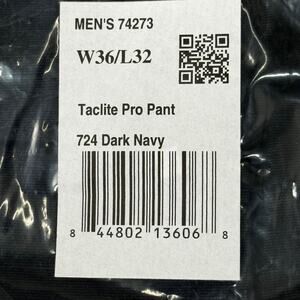 MEN'S 74273
W36/L32
Taclite Pro Pant
724 Dark Navy
8 44802 13606 8